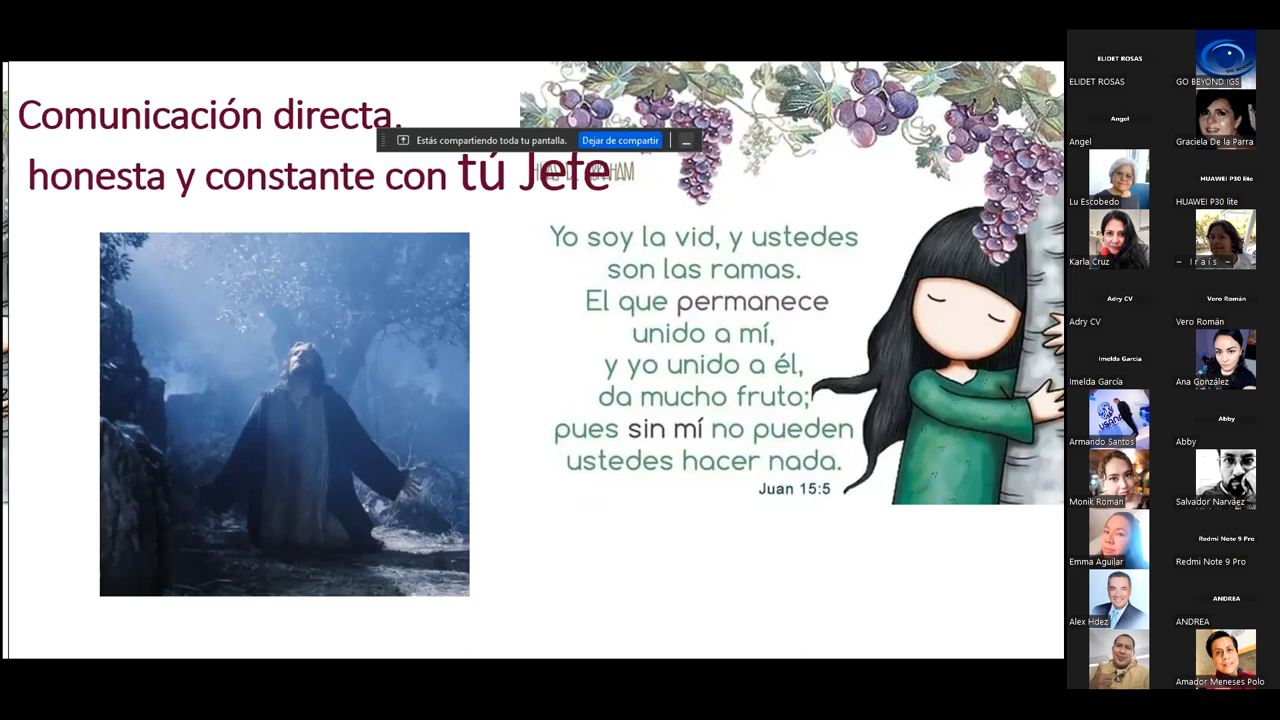 Comunicación directa,
honesta y constante con tú Jefe
Estás compartiendo toda tu pantalla.
Dejar de compartir
Yo soy la vid, y ustedes
son las ramas.
El que permanece
unido a mí,
y yo unido a él,
da mucho fruto;
pues sin mí no pueden
ustedes hacer nada.
Juan 15:5
ELIDET ROSAS
ELIDET ROSAS
GO BEYOND IGS
Angel
Angel
Graciela De la Parra
Lu Escobedo
HUAWEI P30 lite
HUAWEI P30 lite
Karla Cruz
~ I r a í s ~
Adry CV
Adry CV
Vero Román
Vero Román
Imelda García
Imelda García
Ana González
USANA
Armando Santos
Abby
Abby
Monik Roman
Salvador Narváez
Emma Aguilar
Redmi Note 9 Pro
Redmi Note 9 Pro
Alex Hdez
ANDREA
ANDREA
Amador Meneses Polo